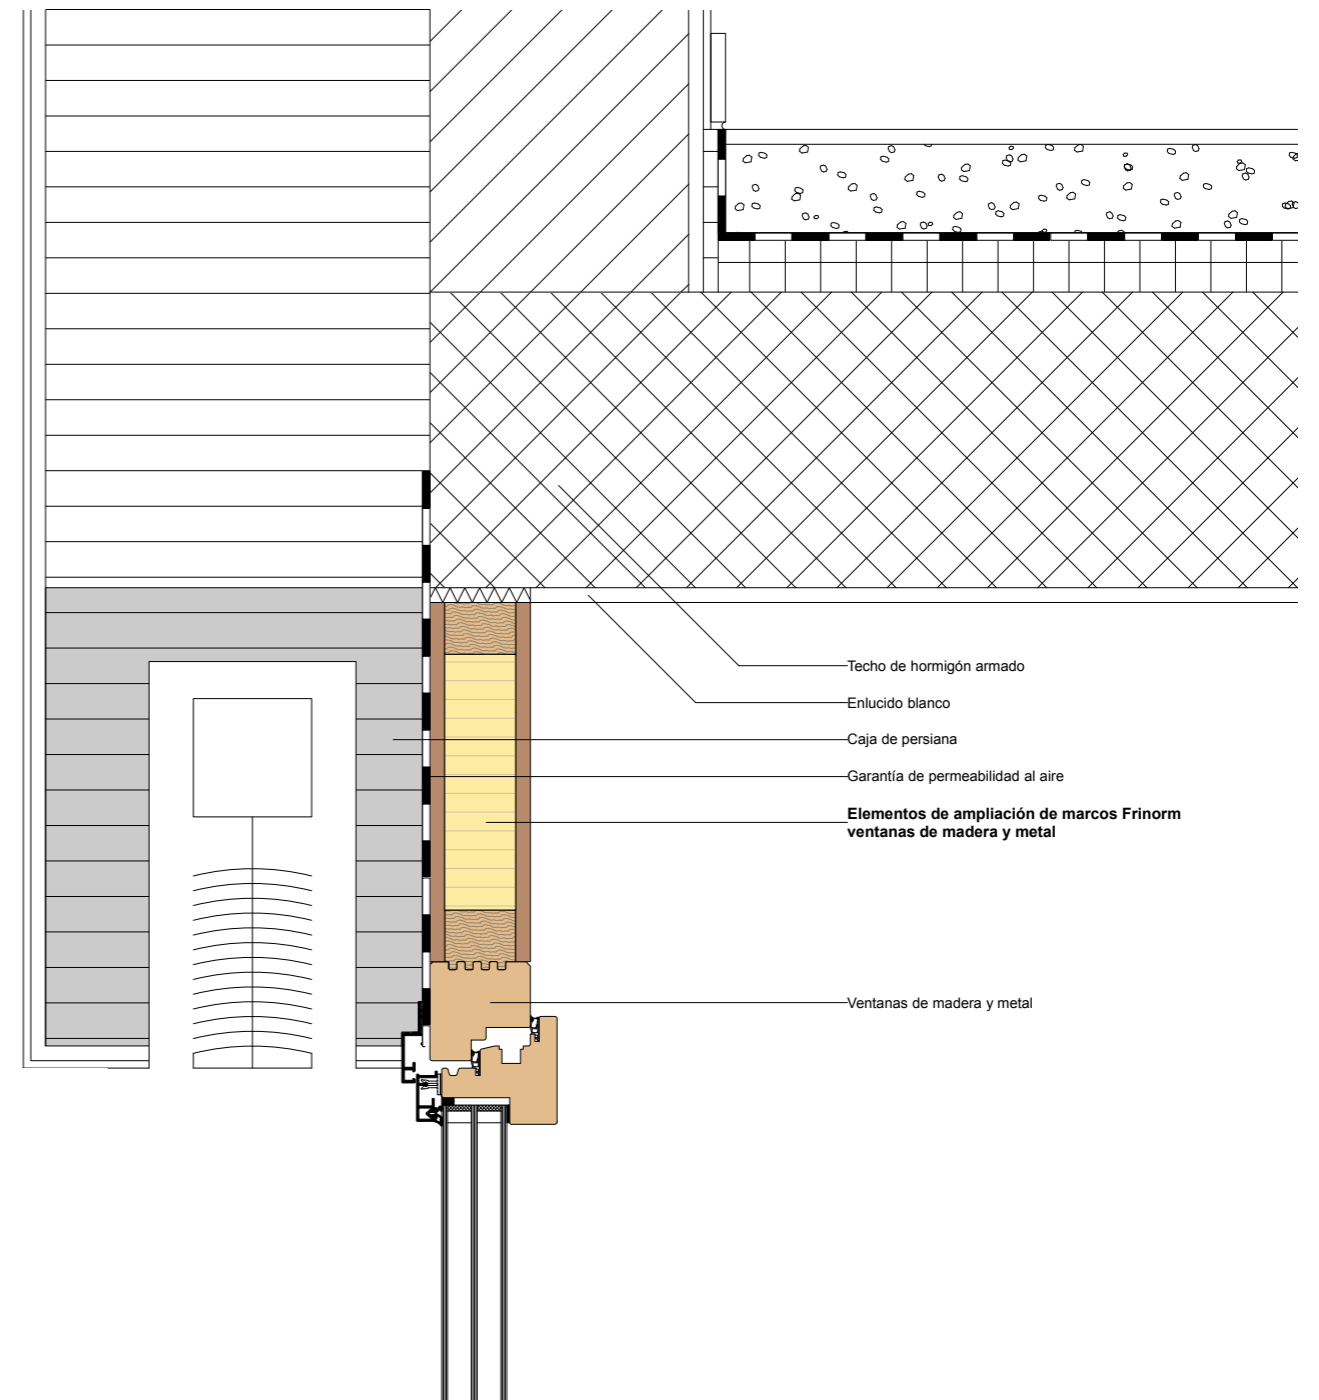 Techo de hormigón armado
Enlucido blanco
Caja de persiana
Garantía de permeabilidad al aire
Elementos de ampliación de marcos Frinorm
ventanas de madera y metal
Ventanas de madera y metal